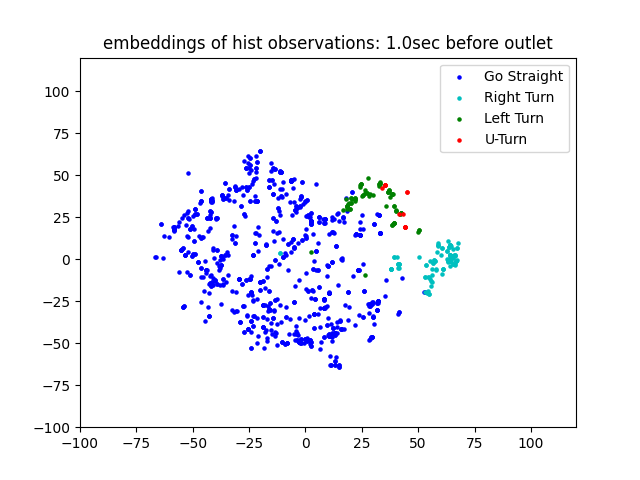 embeddings of hist observations: 1.0sec before outlet
Go Straight
Right Turn
Left Turn
U-Turn
100
75
50
25
0
−25
−50
−75
−100
−100 −75 −50 −25 0 25 50 75 100